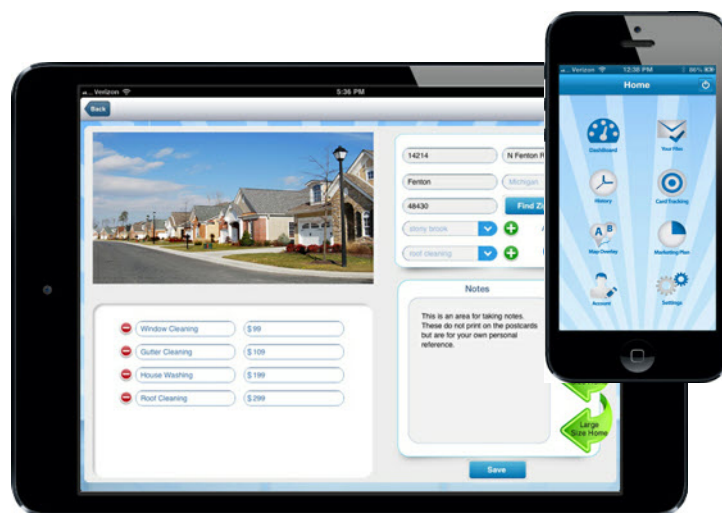 Verizon
5:36 PM
Back
14214
N Fenton R
Fenton
Michigan
48430
Find Zi
stony brook
roof cleaning
Window Cleaning
$ 99
Gutter Cleaning
$ 109
House Washing
$ 199
Roof Cleaning
$ 299
Notes
This is an area for taking notes.
These do not print on the postcards
but are for your own personal
reference.
Large
Size Home
Save
Verizon
12:38 PM
86%
Home
Dashboard
Your Files
History
Card Tracking
A B
Map Overlay
Marketing Plan
Account
Settings